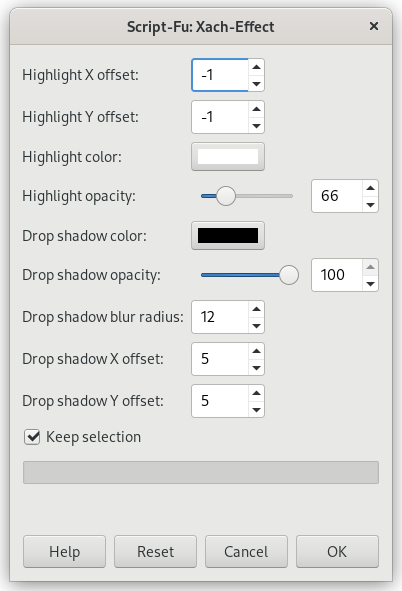 Script-Fu: Xach-Effect
Highlight X offset: -1
Highlight Y offset: -1
Highlight color:
Highlight opacity: 66
Drop shadow color:
Drop shadow opacity: 100
Drop shadow blur radius: 12
Drop shadow X offset: 5
Drop shadow Y offset: 5
Keep selection
Help Reset Cancel OK